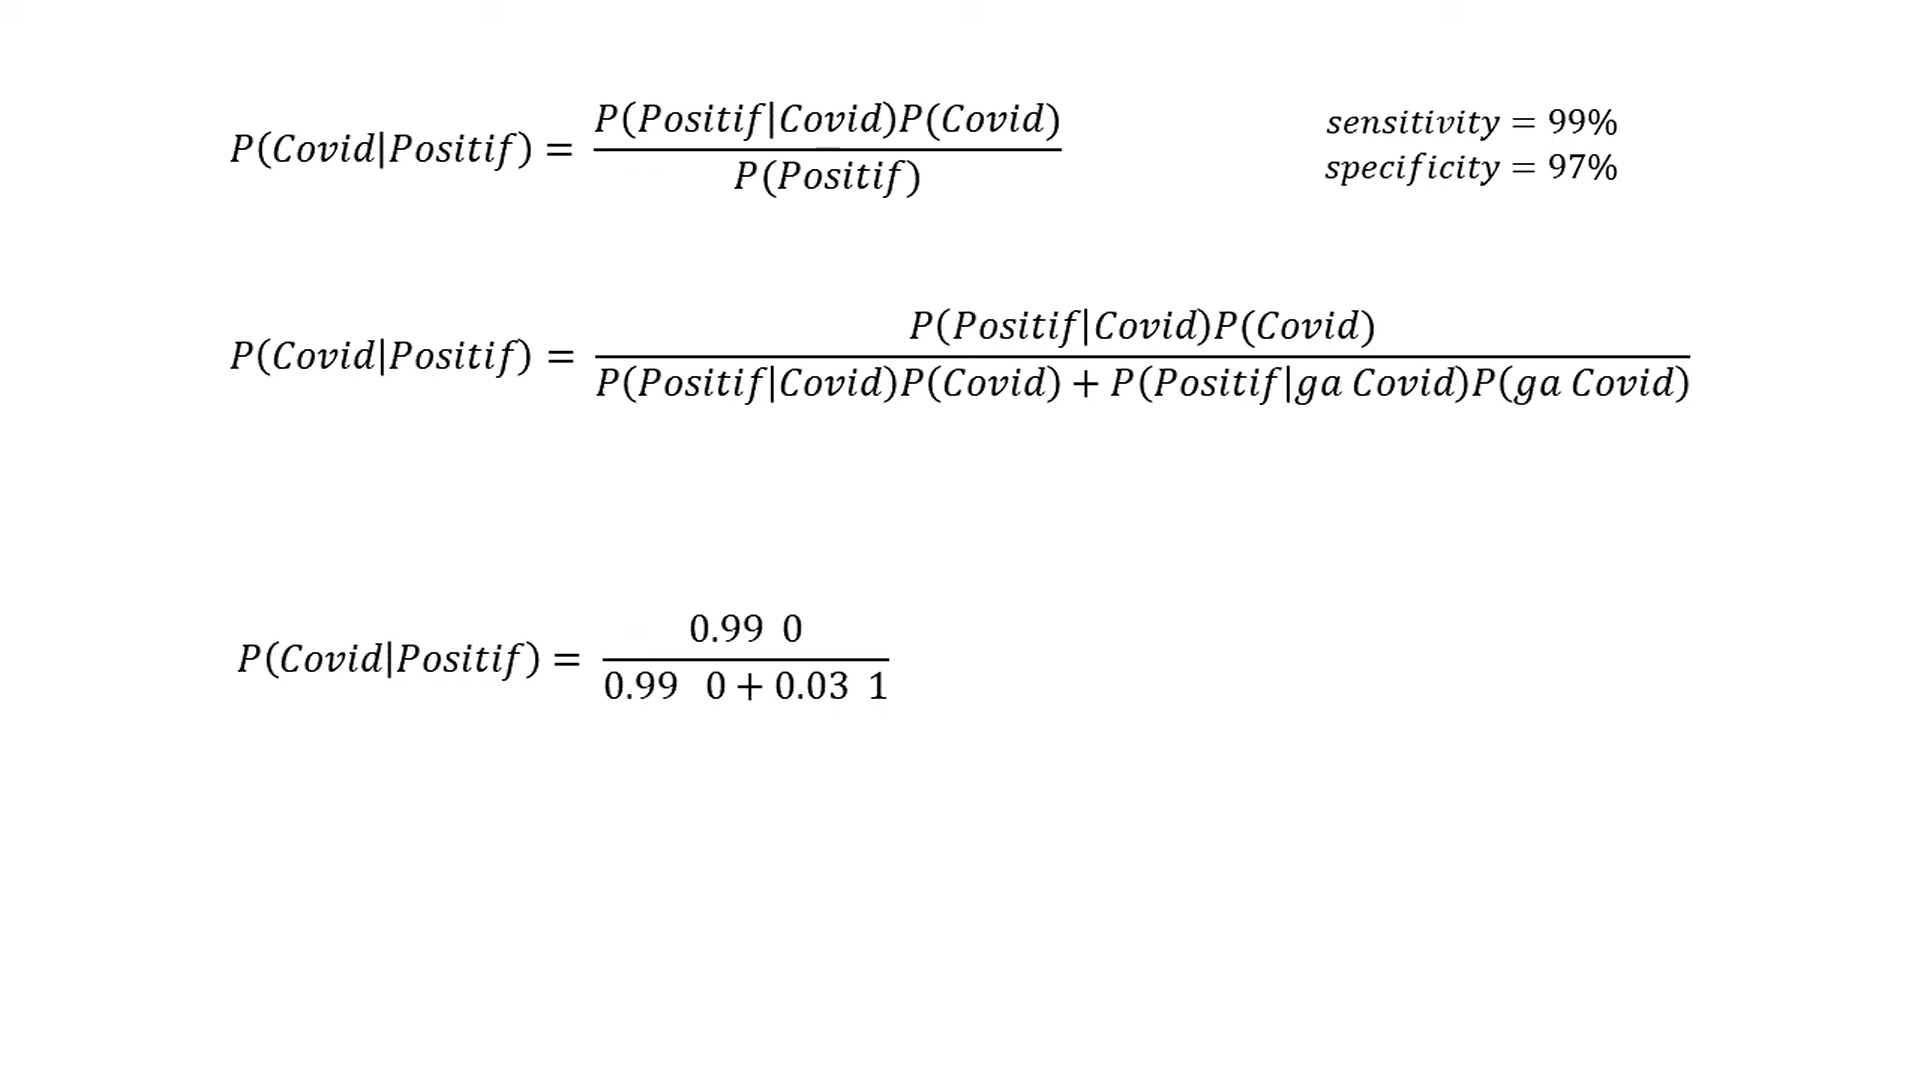 P(Covid|Positif) = P(Positif|Covid)P(Covid) / P(Positif)
sensitivity = 99%
specificity = 97%
P(Covid|Positif) = P(Positif|Covid)P(Covid) / P(Positif|Covid)P(Covid) + P(Positif|ga Covid)P(ga Covid)
P(Covid|Positif) = 0.99 0 / 0.99 0 + 0.03 1